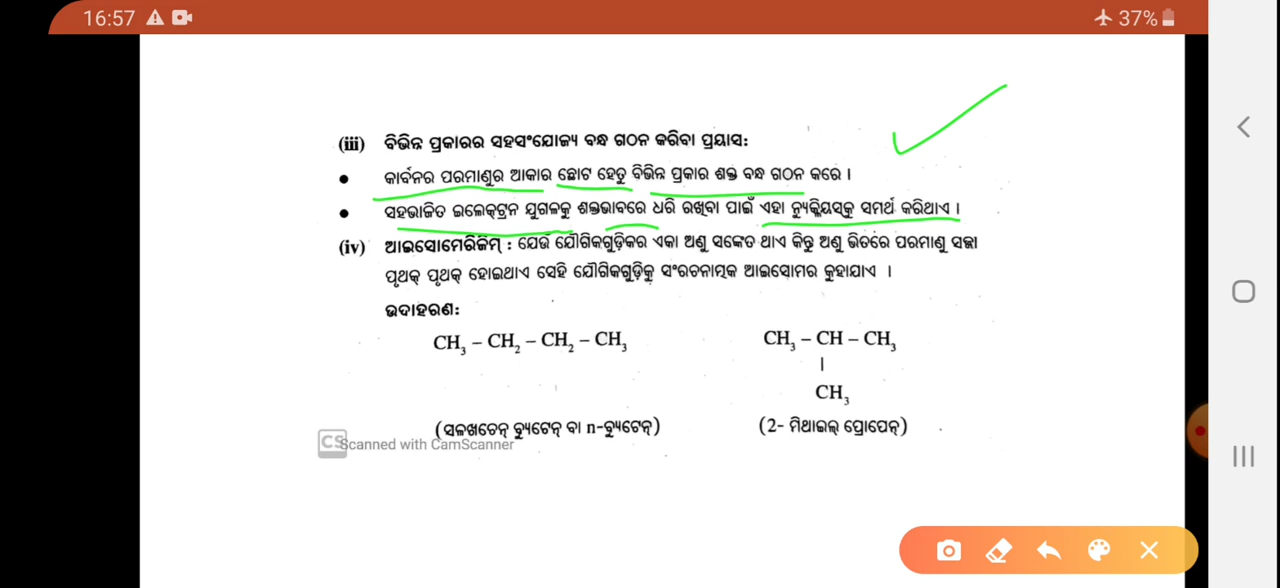 16:57
37%
(iii) ବିଭିନ୍ନ ପ୍ରକାରର ସହସଂଯୋଜ୍ୟ ବନ୍ଧ ଗଠନ କରିବା ପ୍ରୟାସ:
● କାର୍ବନର ପରମାଣୁର ଆକାର ଛୋଟ ହେତୁ ବିଭିନ୍ନ ପ୍ରକାର ଶକ୍ତ ବନ୍ଧ ଗଠନ କରେ ।
● ସହଭାଜିତ ଇଲେକ୍ଟ୍ରନ ଯୁଗଳକୁ ଶକ୍ତଭାବରେ ଧରି ରଖିବା ପାଇଁ ଏହା ନ୍ୟୁକ୍ଲିୟସ୍‌କୁ ସମର୍ଥ କରିଥାଏ ।
(iv) ଆଇସୋମେରିଜିମ୍ : ଯେଉଁ ଯୌଗିକଗୁଡ଼ିକର ଏକା ଅଣୁ ସଙ୍କେତ ଥାଏ କିନ୍ତୁ ଅଣୁ ଭିତରେ ପରମାଣୁ ସଜ୍ଜା
ପୃଥକ୍ ପୃଥକ୍ ହୋଇଥାଏ ସେହି ଯୌଗିକଗୁଡ଼ିକୁ ସଂରଚନାତ୍ମକ ଆଇସୋମର କୁହାଯାଏ ।
ଉଦାହରଣ:
CH₃ – CH₂ – CH₂ – CH₃ CH₃ – CH – CH₃
|
CH₃
(ସଳଖଚେନ୍ ବ୍ୟୁଟେନ୍ ବା n-ବ୍ୟୁଟେନ୍) (2- ମିଥାଇଲ୍ ପ୍ରୋପେନ୍)
CS Scanned with CamScanner